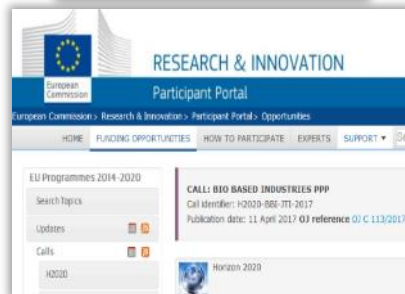 RESEARCH & INNOVATION
European
Commission
Participant Portal
European Commission > Research & Innovation > Participant Portal > Opportunities
HOME FUNDING OPPORTUNITIES HOW TO PARTICIPATE EXPERTS SUPPORT
EU Programmes 2014-2020
Search Topics
Updates
Calls
H2020
CALL: BIO BASED INDUSTRIES PPP
Call identifier: H2020-BBI-JTI-2017
Publication date: 11 April 2017 OJ reference OJ C 113/2017
Horizon 2020